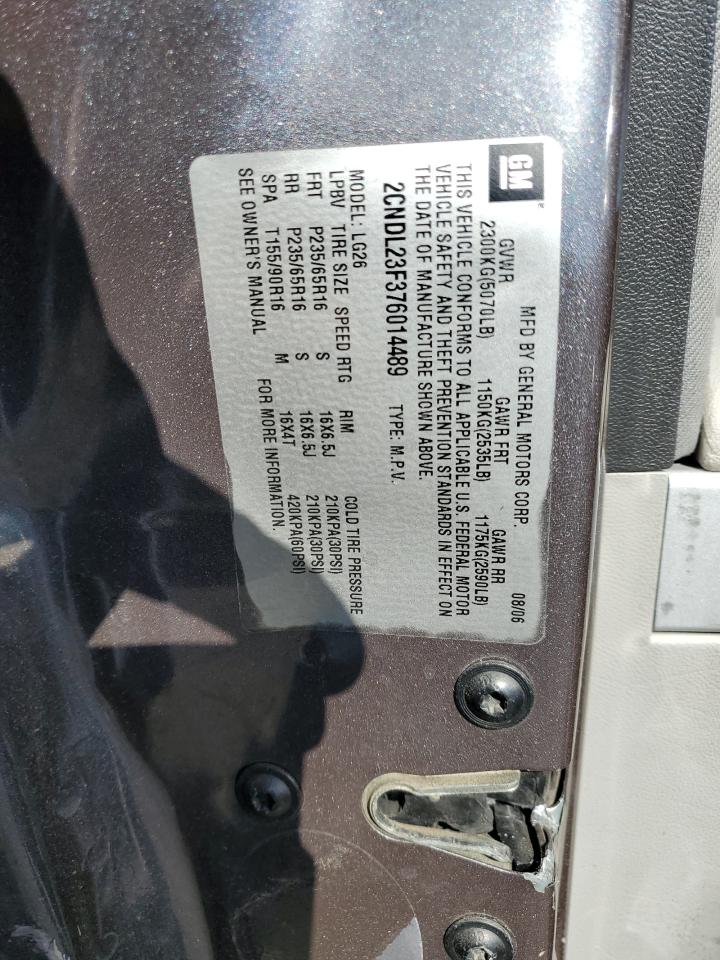 GM
MFD BY GENERAL MOTORS CORP. 08/06
GVWR GAWR FRT GAWR RR
2300KG(5070LB) 1150KG(2535LB) 1175KG(2590LB)
THIS VEHICLE CONFORMS TO ALL APPLICABLE U.S. FEDERAL MOTOR
VEHICLE SAFETY AND THEFT PREVENTION STANDARDS IN EFFECT ON
THE DATE OF MANUFACTURE SHOWN ABOVE.
2CNDL23F376014489 TYPE: M.P.V.
MODEL: LC26
LPRV TIRE SIZE SPEED RTG RIM COLD TIRE PRESSURE
FRT P235/65R16 S 16X6.5J 210KPA(30PSI)
RR P235/65R16 S 16X6.5J 210KPA(30PSI)
SPA T155/90R16 M 16X4T 420KPA(60PSI)
SEE OWNER'S MANUAL FOR MORE INFORMATION.